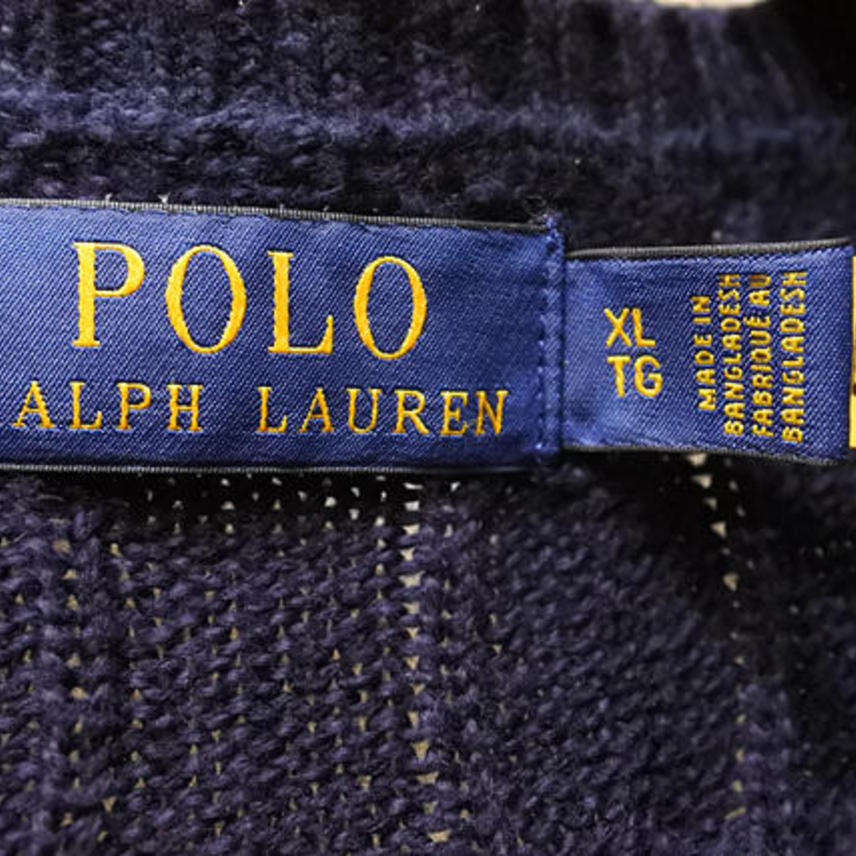 POLO
ALPH LAUREN
XL
TG
MADE IN
BANGLADESH
FABRIQUÉ AU
BANGLADESH